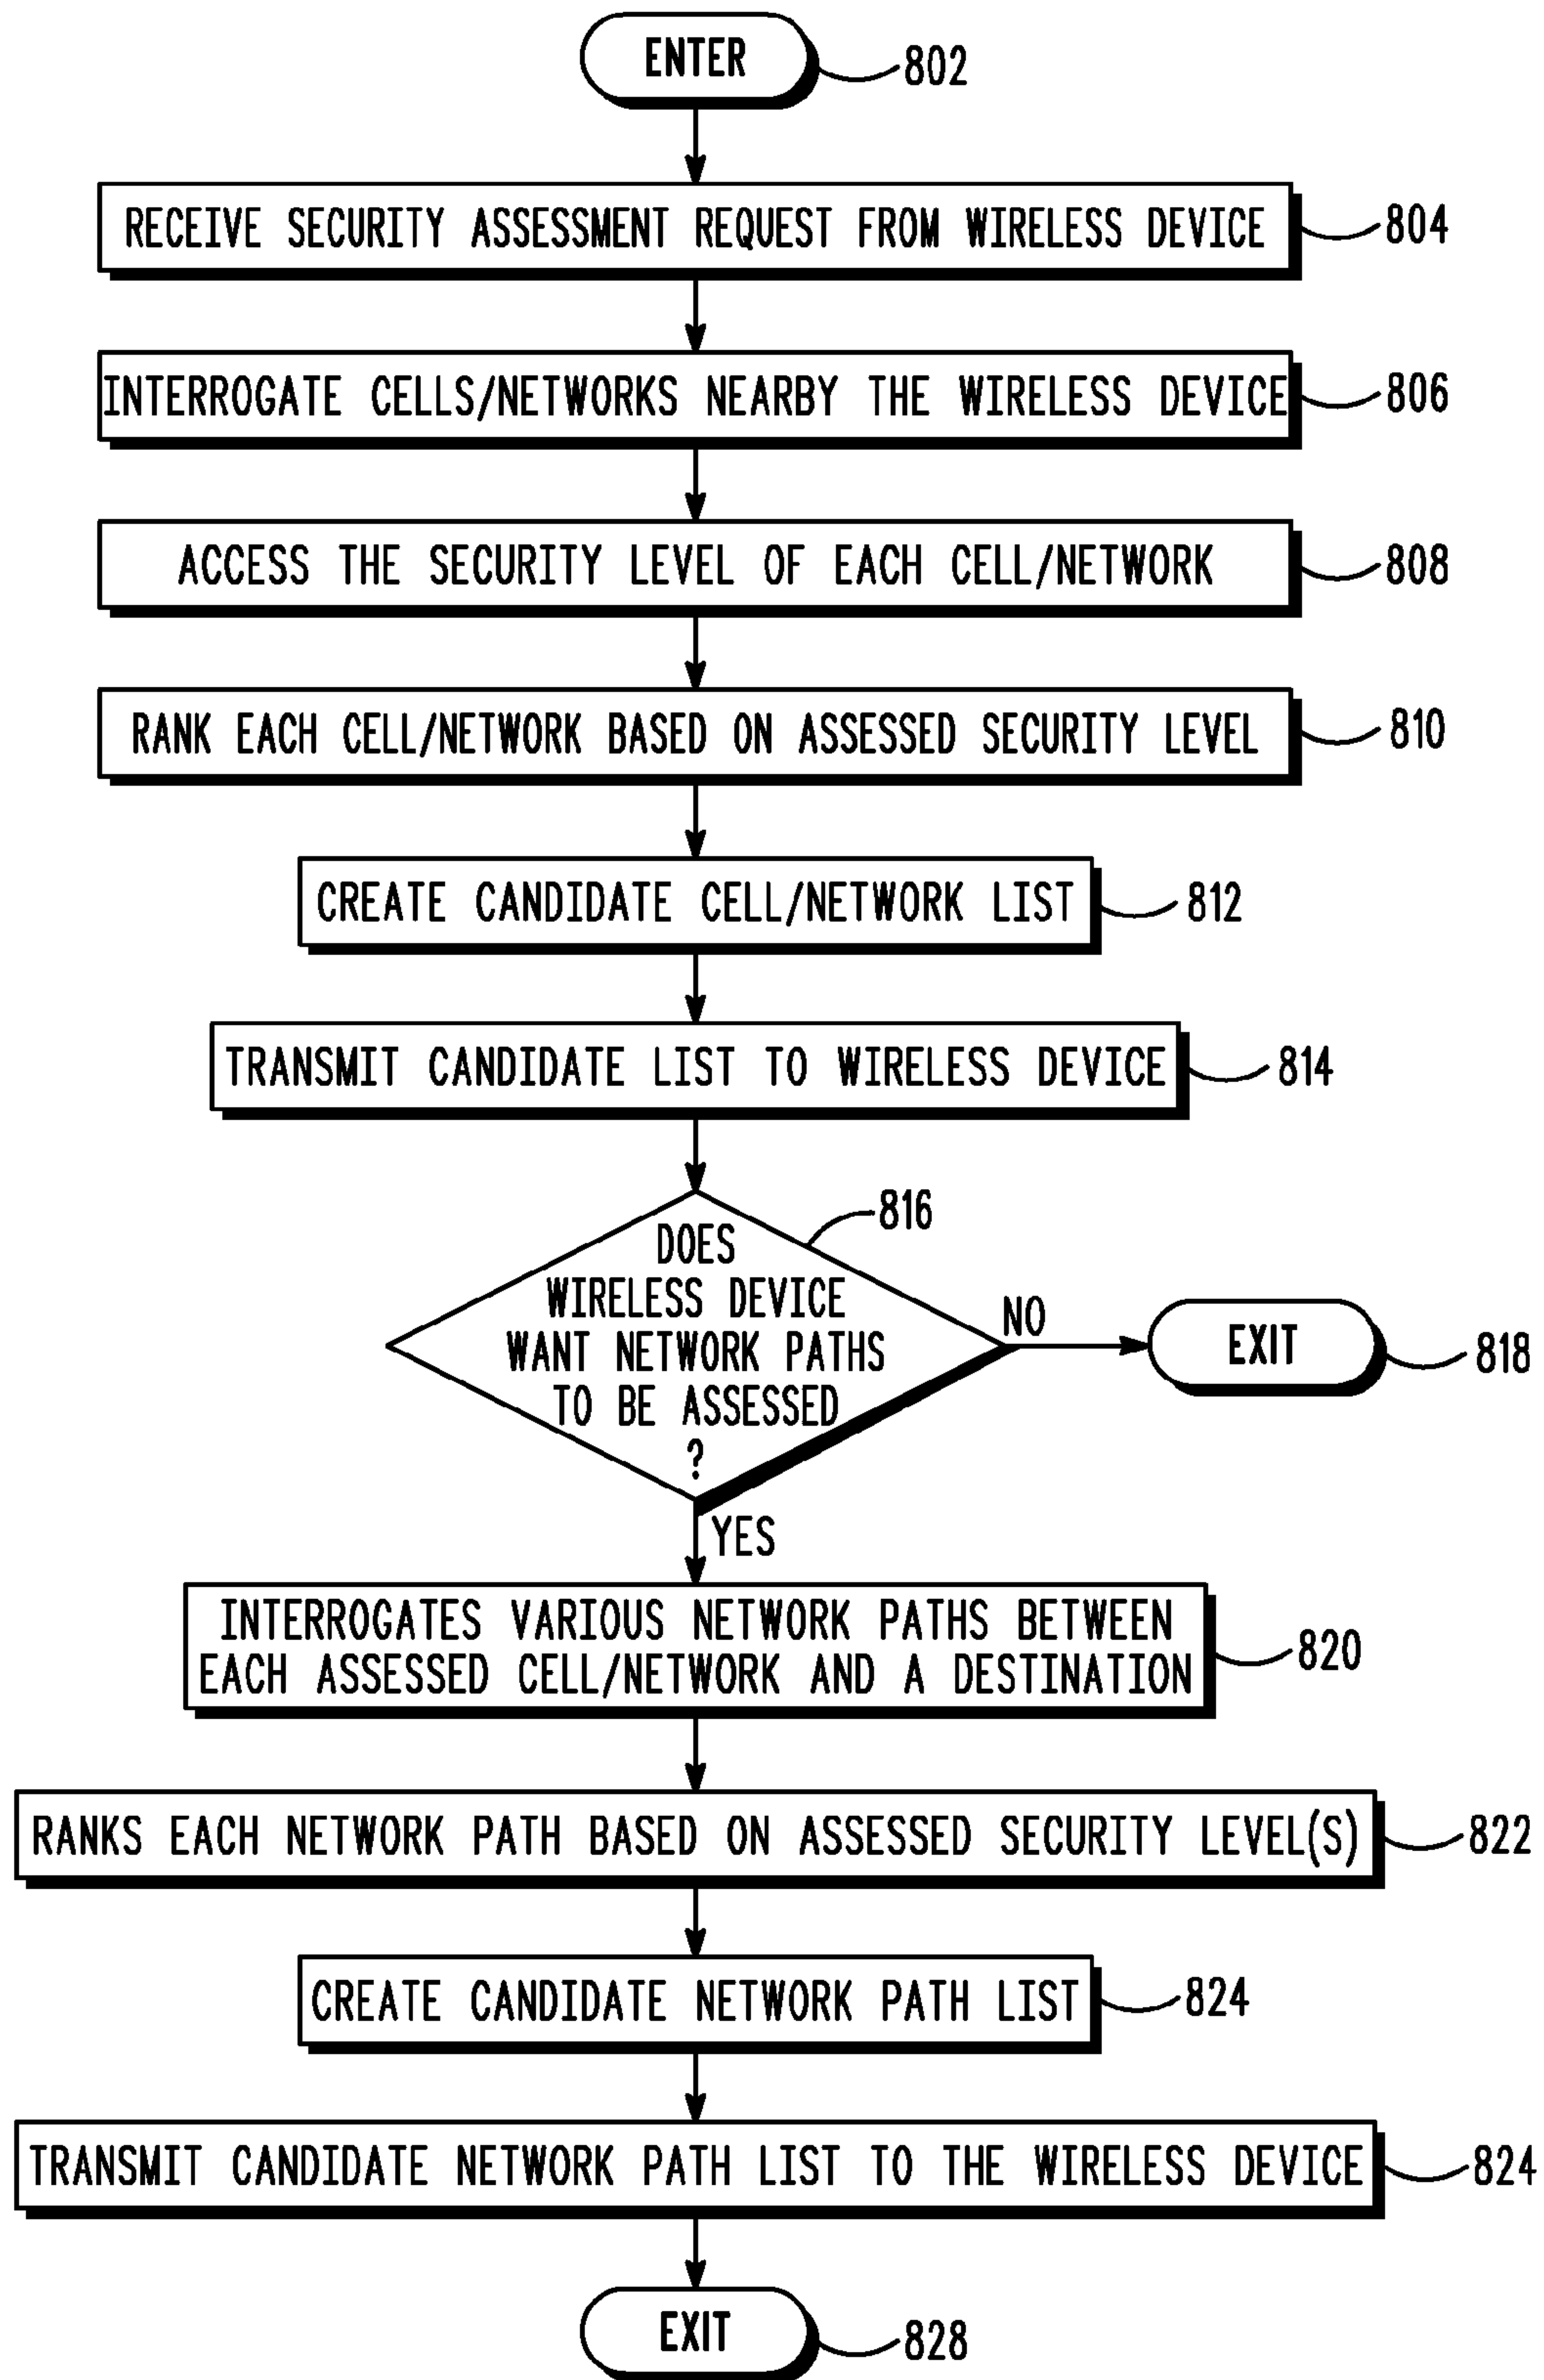 ENTER
802
RECEIVE SECURITY ASSESSMENT REQUEST FROM WIRELESS DEVICE
804
INTERROGATE CELLS/NETWORKS NEARBY THE WIRELESS DEVICE
806
ACCESS THE SECURITY LEVEL OF EACH CELL/NETWORK
808
RANK EACH CELL/NETWORK BASED ON ASSESSED SECURITY LEVEL
810
CREATE CANDIDATE CELL/NETWORK LIST
812
TRANSMIT CANDIDATE LIST TO WIRELESS DEVICE
814
816
DOES
WIRELESS DEVICE
WANT NETWORK PATHS
TO BE ASSESSED
?
NO
EXIT
818
YES
INTERROGATES VARIOUS NETWORK PATHS BETWEEN
EACH ASSESSED CELL/NETWORK AND A DESTINATION
820
RANKS EACH NETWORK PATH BASED ON ASSESSED SECURITY LEVEL(S)
822
CREATE CANDIDATE NETWORK PATH LIST
824
TRANSMIT CANDIDATE NETWORK PATH LIST TO THE WIRELESS DEVICE
824
EXIT
828